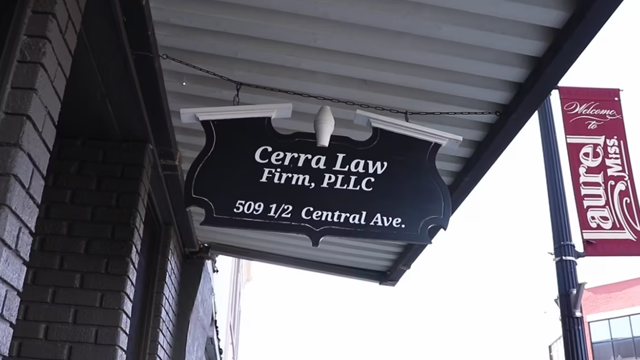 Cerra Law
Firm, PLLC
509 1/2 Central Ave.
Welcome
to
laurel
Miss.